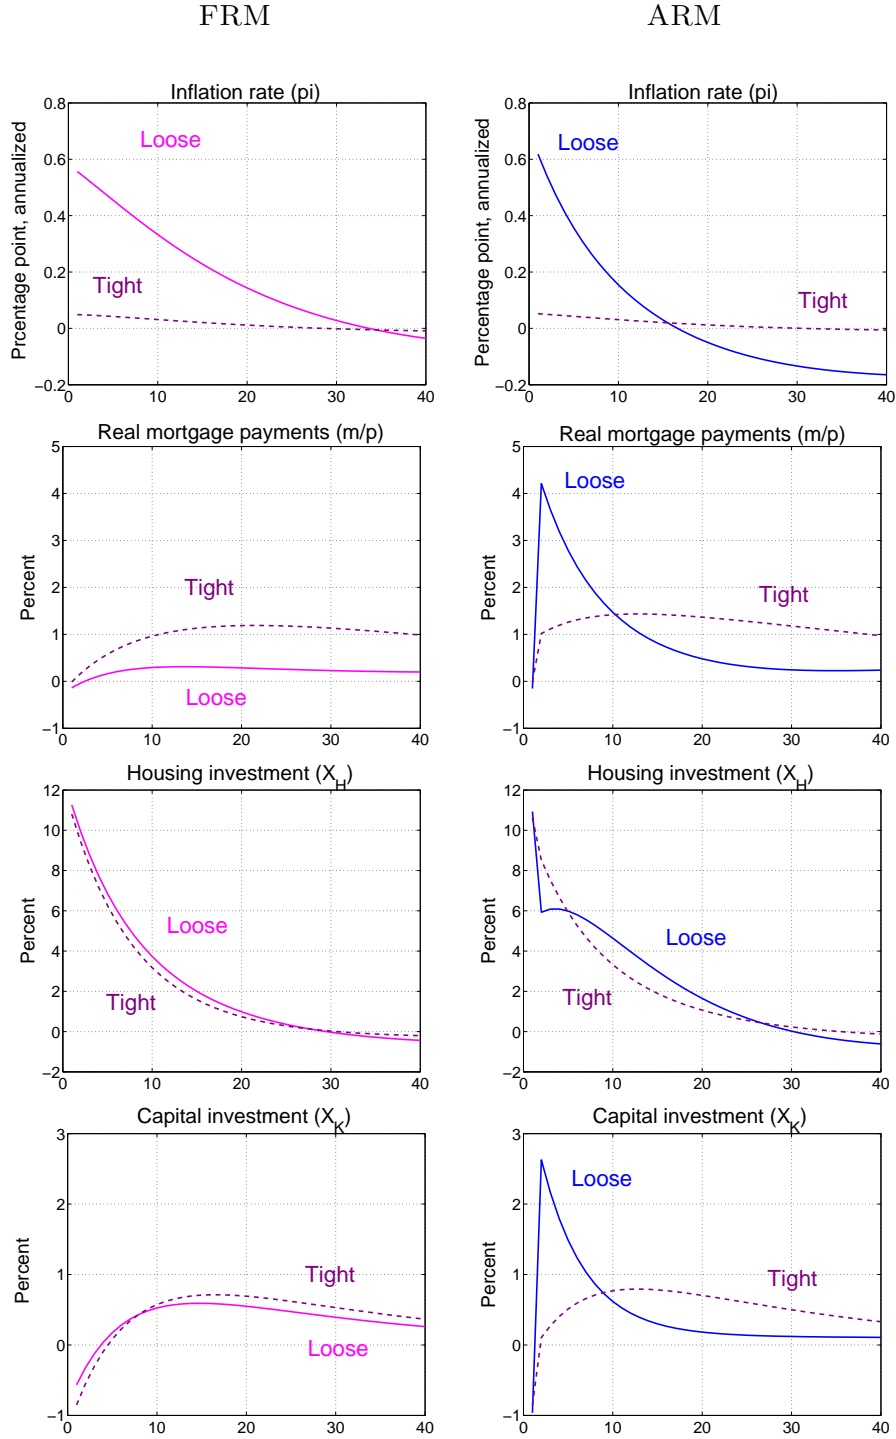 FRM ARM
Inflation rate (pi) Inflation rate (pi)
Prcentage point, annualized
0.8
0.6
0.4
0.2
0
−0.2
0 10 20 30 40
Loose
Tight
Percentage point, annualized
0.8
0.6
0.4
0.2
0
−0.2
0 10 20 30 40
Loose
Tight
Real mortgage payments (m/p) Real mortgage payments (m/p)
Percent
5
4
3
2
1
0
−1
0 10 20 30 40
Tight
Loose
Percent
5
4
3
2
1
0
−1
0 10 20 30 40
Loose
Tight
Housing investment (X_H) Housing investment (X_H)
Percent
12
10
8
6
4
2
0
−2
0 10 20 30 40
Loose
Tight
Percent
12
10
8
6
4
2
0
−2
0 10 20 30 40
Loose
Tight
Capital investment (X_K) Capital investment (X_K)
Percent
3
2
1
0
−1
0 10 20 30 40
Tight
Loose
Percent
3
2
1
0
−1
0 10 20 30 40
Loose
Tight